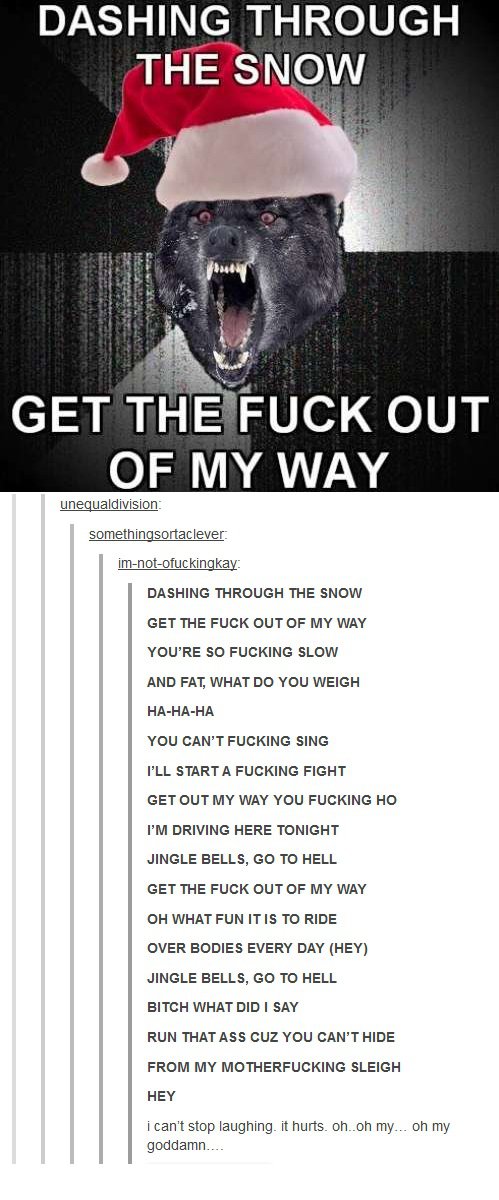 DASHING THROUGH
THE SNOW
GET THE FUCK OUT
OF MY WAY
unequaldivision:
somethingsortaclever:
im-not-ofuckingkay:
DASHING THROUGH THE SNOW
GET THE FUCK OUT OF MY WAY
YOU'RE SO FUCKING SLOW
AND FAT, WHAT DO YOU WEIGH
HA-HA-HA
YOU CAN'T FUCKING SING
I'LL START A FUCKING FIGHT
GET OUT MY WAY YOU FUCKING HO
I'M DRIVING HERE TONIGHT
JINGLE BELLS, GO TO HELL
GET THE FUCK OUT OF MY WAY
OH WHAT FUN IT IS TO RIDE
OVER BODIES EVERY DAY (HEY)
JINGLE BELLS, GO TO HELL
BITCH WHAT DID I SAY
RUN THAT ASS CUZ YOU CAN'T HIDE
FROM MY MOTHERFUCKING SLEIGH
HEY
i can't stop laughing. it hurts. oh..oh my… oh my
goddamn….